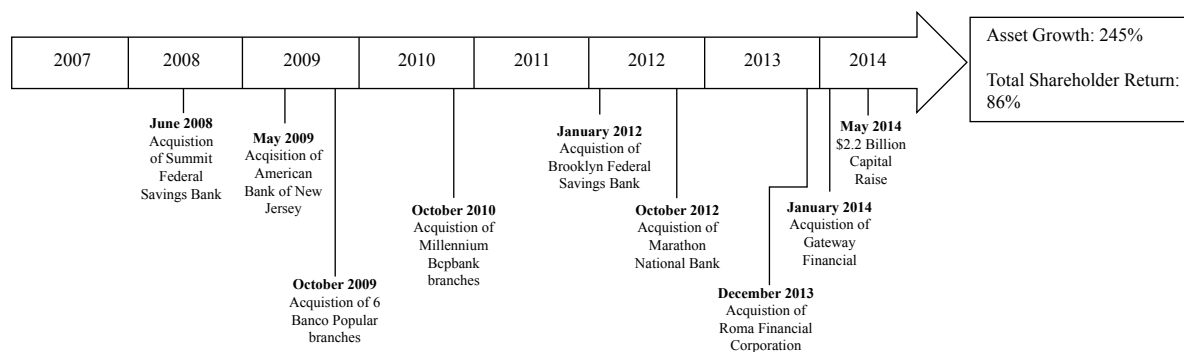 2007
2008
2009
2010
2011
2012
2013
2014
Asset Growth: 245%
Total Shareholder Return:
86%
June 2008
Acquistion
of Summit
Federal
Savings Bank
May 2009
Acqisition of
American
Bank of New
Jersey
October 2009
Acquistion of 6
Banco Popular
branches
October 2010
Acquistion of
Millennium
Bcpbank
branches
January 2012
Acquistion of
Brooklyn Federal
Savings Bank
October 2012
Acquistion of
Marathon
National Bank
December 2013
Acquistion of
Roma Financial
Corporation
January 2014
Acquistion of
Gateway
Financial
May 2014
$2.2 Billion
Capital
Raise